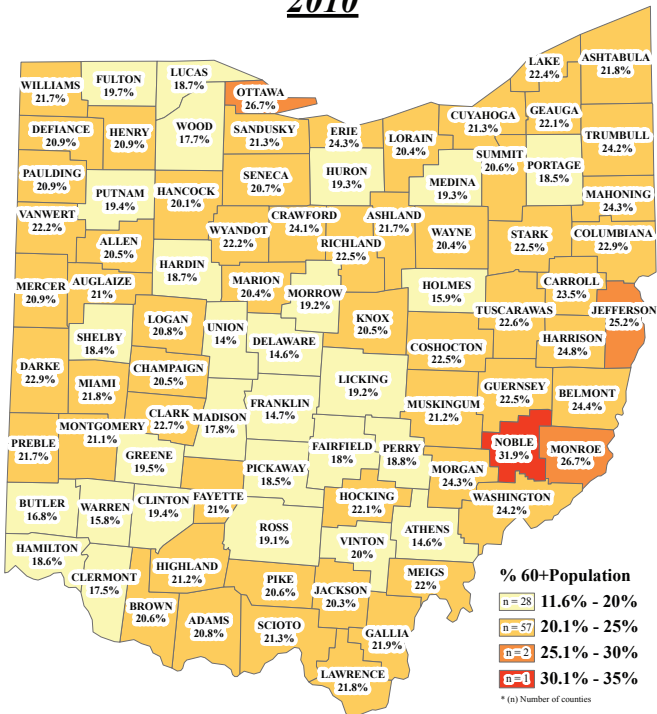 2010
LAKE
22.4%
ASHTABULA
21.8%
LUCAS
18.7%
FULTON
19.7%
WILLIAMS
21.7%
OTTAWA
26.7%
CUYAHOGA
21.3%
GEAUGA
22.1%
WOOD
17.7%
SANDUSKY
21.3%
ERIE
24.3%
LORAIN
20.4%
TRUMBULL
24.2%
DEFIANCE
20.9%
HENRY
20.9%
SUMMIT
20.6%
PORTAGE
18.5%
PAULDING
20.9%
PUTNAM
19.4%
HANCOCK
20.1%
SENECA
20.7%
HURON
19.3%
MEDINA
19.3%
MAHONING
24.3%
VANWERT
22.2%
WYANDOT
22.2%
CRAWFORD
24.1%
ASHLAND
21.7%
RICHLAND
22.5%
WAYNE
20.4%
STARK
22.5%
COLUMBIANA
22.9%
ALLEN
20.5%
HARDIN
18.7%
MERCER
20.9%
AUGLAIZE
21%
MARION
20.4%
MORROW
19.2%
HOLMES
15.9%
CARROLL
23.5%
JEFFERSON
25.2%
TUSCARAWAS
22.6%
LOGAN
20.8%
UNION
14%
KNOX
20.5%
HARRISON
24.8%
SHELBY
18.4%
DELAWARE
14.6%
COSHOCTON
22.5%
DARKE
22.9%
CHAMPAIGN
20.5%
MIAMI
21.8%
LICKING
19.2%
GUERNSEY
22.5%
BELMONT
24.4%
CLARK
22.7%
MADISON
17.8%
FRANKLIN
14.7%
MUSKINGUM
21.2%
MONTGOMERY
21.1%
PREBLE
21.7%
GREENE
19.5%
FAIRFIELD
18%
PERRY
18.8%
NOBLE
31.9%
MONROE
26.7%
PICKAWAY
18.5%
MORGAN
24.3%
BUTLER
16.8%
WARREN
15.8%
CLINTON
19.4%
FAYETTE
21%
HOCKING
22.1%
WASHINGTON
24.2%
ROSS
19.1%
ATHENS
14.6%
VINTON
20%
HAMILTON
18.6%
CLERMONT
17.5%
HIGHLAND
21.2%
PIKE
20.6%
JACKSON
20.3%
MEIGS
22%
BROWN
20.6%
ADAMS
20.8%
SCIOTO
21.3%
GALLIA
21.9%
LAWRENCE
21.8%
% 60+Population
n = 28 11.6% - 20%
n = 57 20.1% - 25%
n = 2 25.1% - 30%
n = 1 30.1% - 35%
* (n) Number of counties